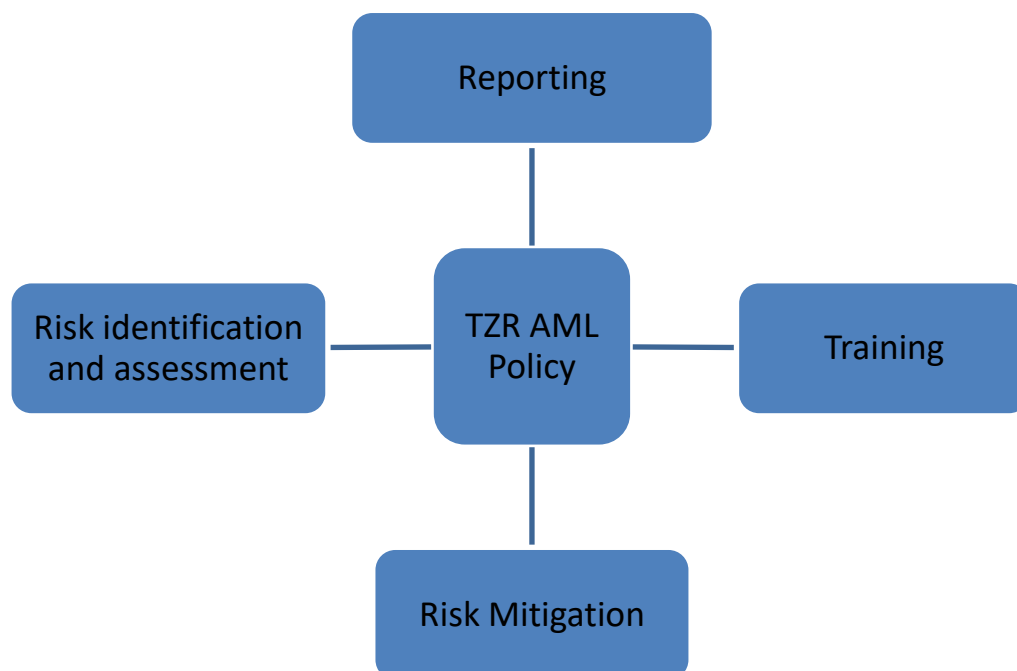 Reporting
Risk identification
and assessment
TZR AML
Policy
Training
Risk Mitigation